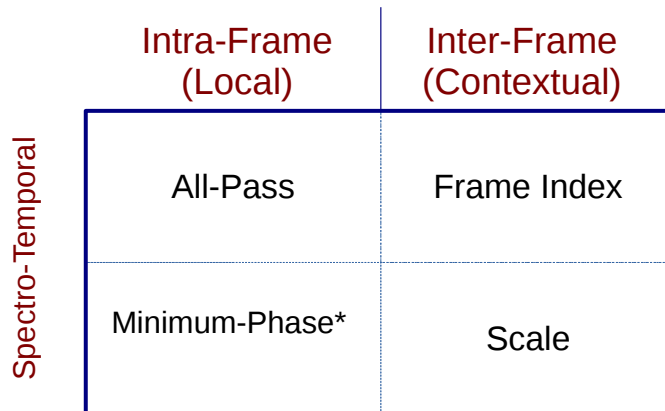 Intra-Frame
(Local)
Inter-Frame
(Contextual)
Spectro-Temporal
All-Pass
Frame Index
Minimum-Phase*
Scale